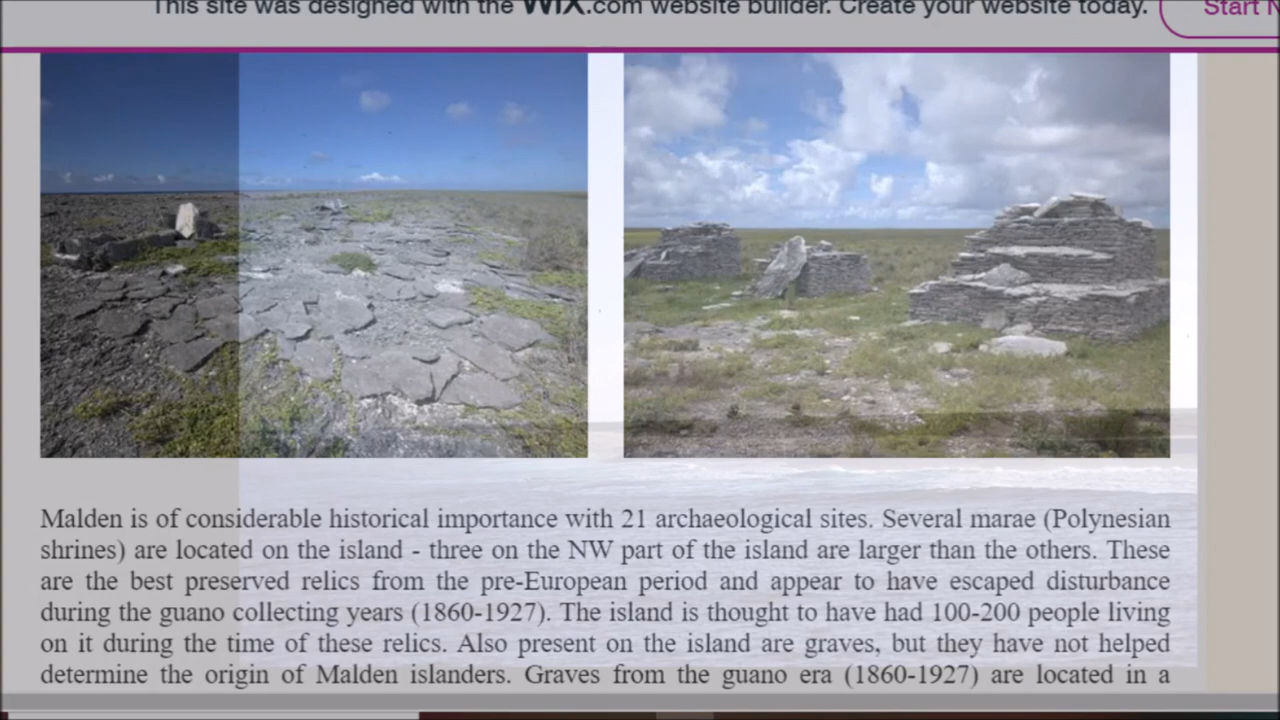 This site was designed with the WiX.com website builder. Create your website today.
Start N
Malden is of considerable historical importance with 21 archaeological sites. Several marae (Polynesian
shrines) are located on the island - three on the NW part of the island are larger than the others. These
are the best preserved relics from the pre-European period and appear to have escaped disturbance
during the guano collecting years (1860-1927). The island is thought to have had 100-200 people living
on it during the time of these relics. Also present on the island are graves, but they have not helped
determine the origin of Malden islanders. Graves from the guano era (1860-1927) are located in a